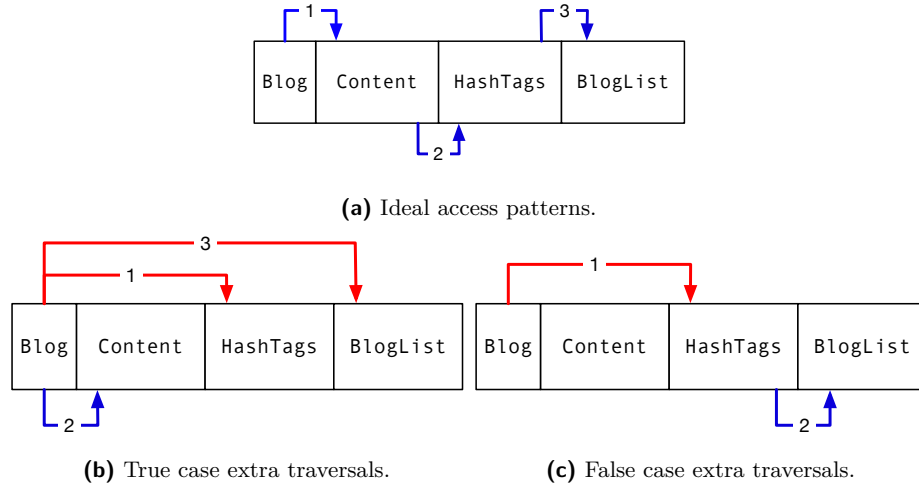 1 3
Blog Content HashTags BlogList
2
(a) Ideal access patterns.
3
1 1
Blog Content HashTags BlogList Blog Content HashTags BlogList
2 2
(b) True case extra traversals. (c) False case extra traversals.